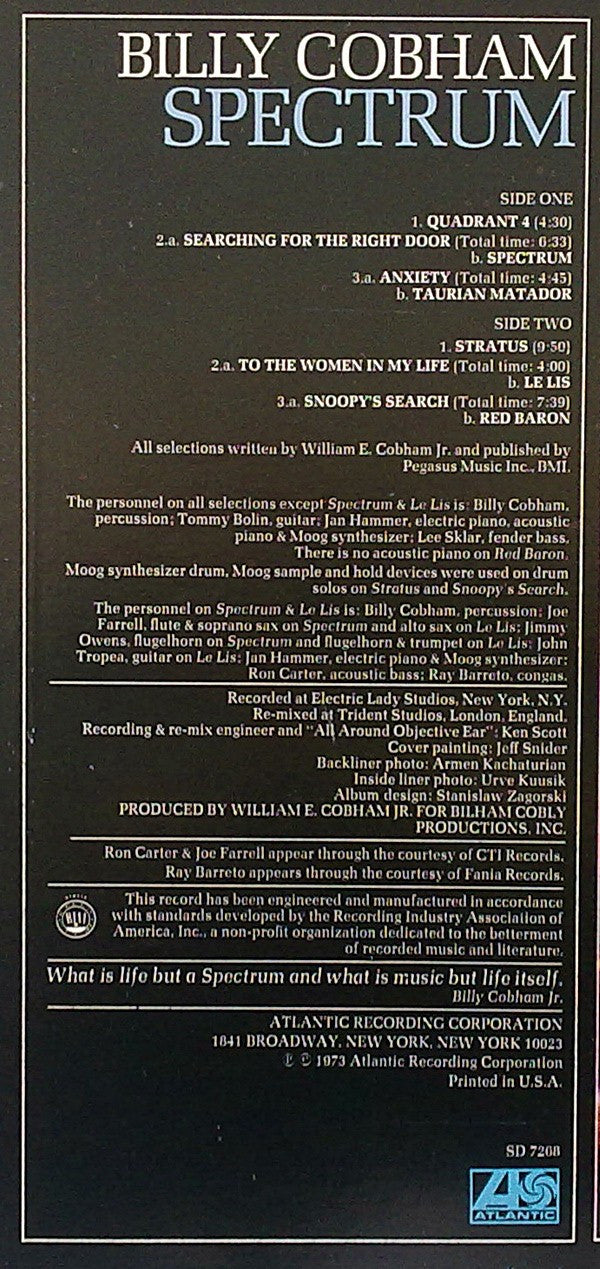 BILLY COBHAM
SPECTRUM
SIDE ONE
1. QUADRANT 4 (4:30)
2.a. SEARCHING FOR THE RIGHT DOOR (Total time: 6:33)
b. SPECTRUM
3.a. ANXIETY (Total time: 4:45)
b. TAURIAN MATADOR
SIDE TWO
1. STRATUS (9:50)
2.a. TO THE WOMEN IN MY LIFE (Total time: 4:00)
b. LE LIS
3.a. SNOOPY'S SEARCH (Total time: 7:39)
b. RED BARON
All selections written by William E. Cobham Jr. and published by
Pegasus Music Inc., BMI.
The personnel on all selections except Spectrum & Le Lis is: Billy Cobham,
percussion; Tommy Bolin, guitar; Jan Hammer, electric piano, acoustic
piano & Moog synthesizer; Lee Sklar, fender bass.
There is no acoustic piano on Red Baron.
Moog synthesizer drum, Moog sample and hold devices were used on drum
solos on Stratus and Snoopy's Search.
The personnel on Spectrum & Le Lis is: Billy Cobham, percussion; Joe
Farrell, flute & soprano sax on Spectrum and alto sax on Le Lis; Jimmy
Owens, flugelhorn on Spectrum and flugelhorn & trumpet on Le Lis; John
Tropea, guitar on Le Lis; Jan Hammer, electric piano & Moog synthesizer;
Ron Carter, acoustic bass; Ray Barreto, congas.
Recorded at Electric Lady Studios, New York, N.Y.
Re-mixed at Trident Studios, London, England.
Recording & re-mix engineer and "All Around Objective Ear": Ken Scott
Cover painting: Jeff Snider
Backliner photo: Armen Kachaturian
Inside liner photo: Urve Kuusik
Album design: Stanislaw Zagorski
PRODUCED BY WILLIAM E. COBHAM JR. FOR BILHAM COBLY
PRODUCTIONS, INC.
Ron Carter & Joe Farrell appear through the courtesy of CTI Records.
Ray Barreto appears through the courtesy of Fania Records.
This record has been engineered and manufactured in accordance
with standards developed by the Recording Industry Association of
America, Inc., a non-profit organization dedicated to the betterment
of recorded music and literature.
What is life but a Spectrum and what is music but life itself.
Billy Cobham Jr.
ATLANTIC RECORDING CORPORATION
1841 BROADWAY, NEW YORK, NEW YORK 10023
℗ © 1973 Atlantic Recording Corporation
Printed in U.S.A.
SD 7268
ATLANTIC